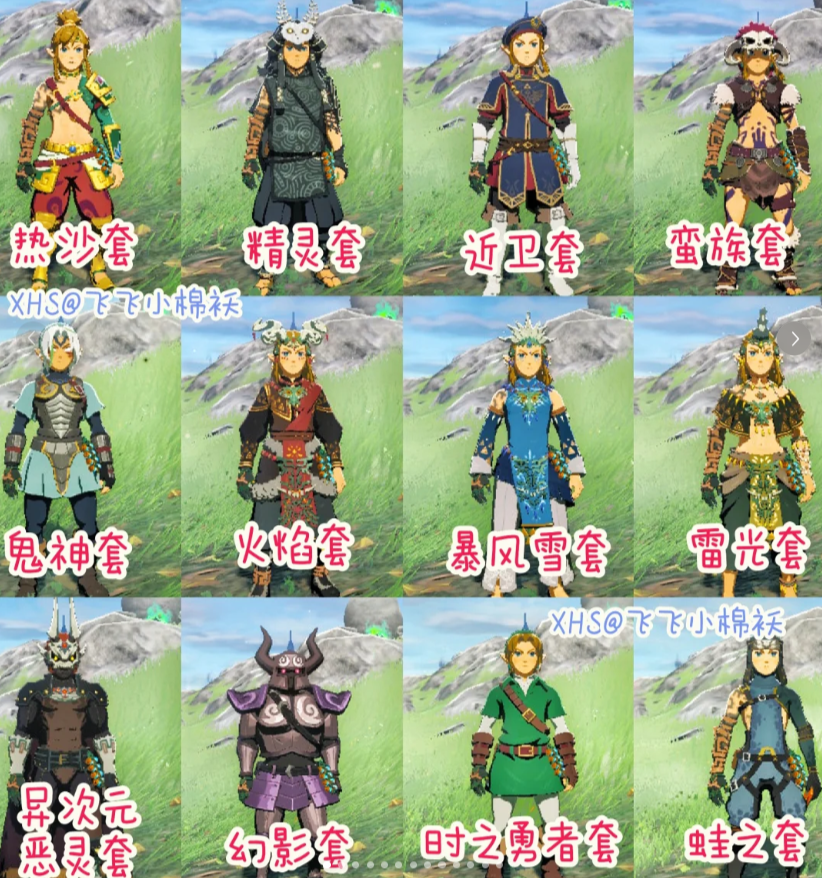 热沙套
精灵套
近卫套
蛮族套
XHS@飞飞小棉袄
鬼神套
火焰套
暴风雪套
雷光套
XHS@飞飞小棉袄
异次元
恶灵套
幻影套
时之勇者套
蛙之套